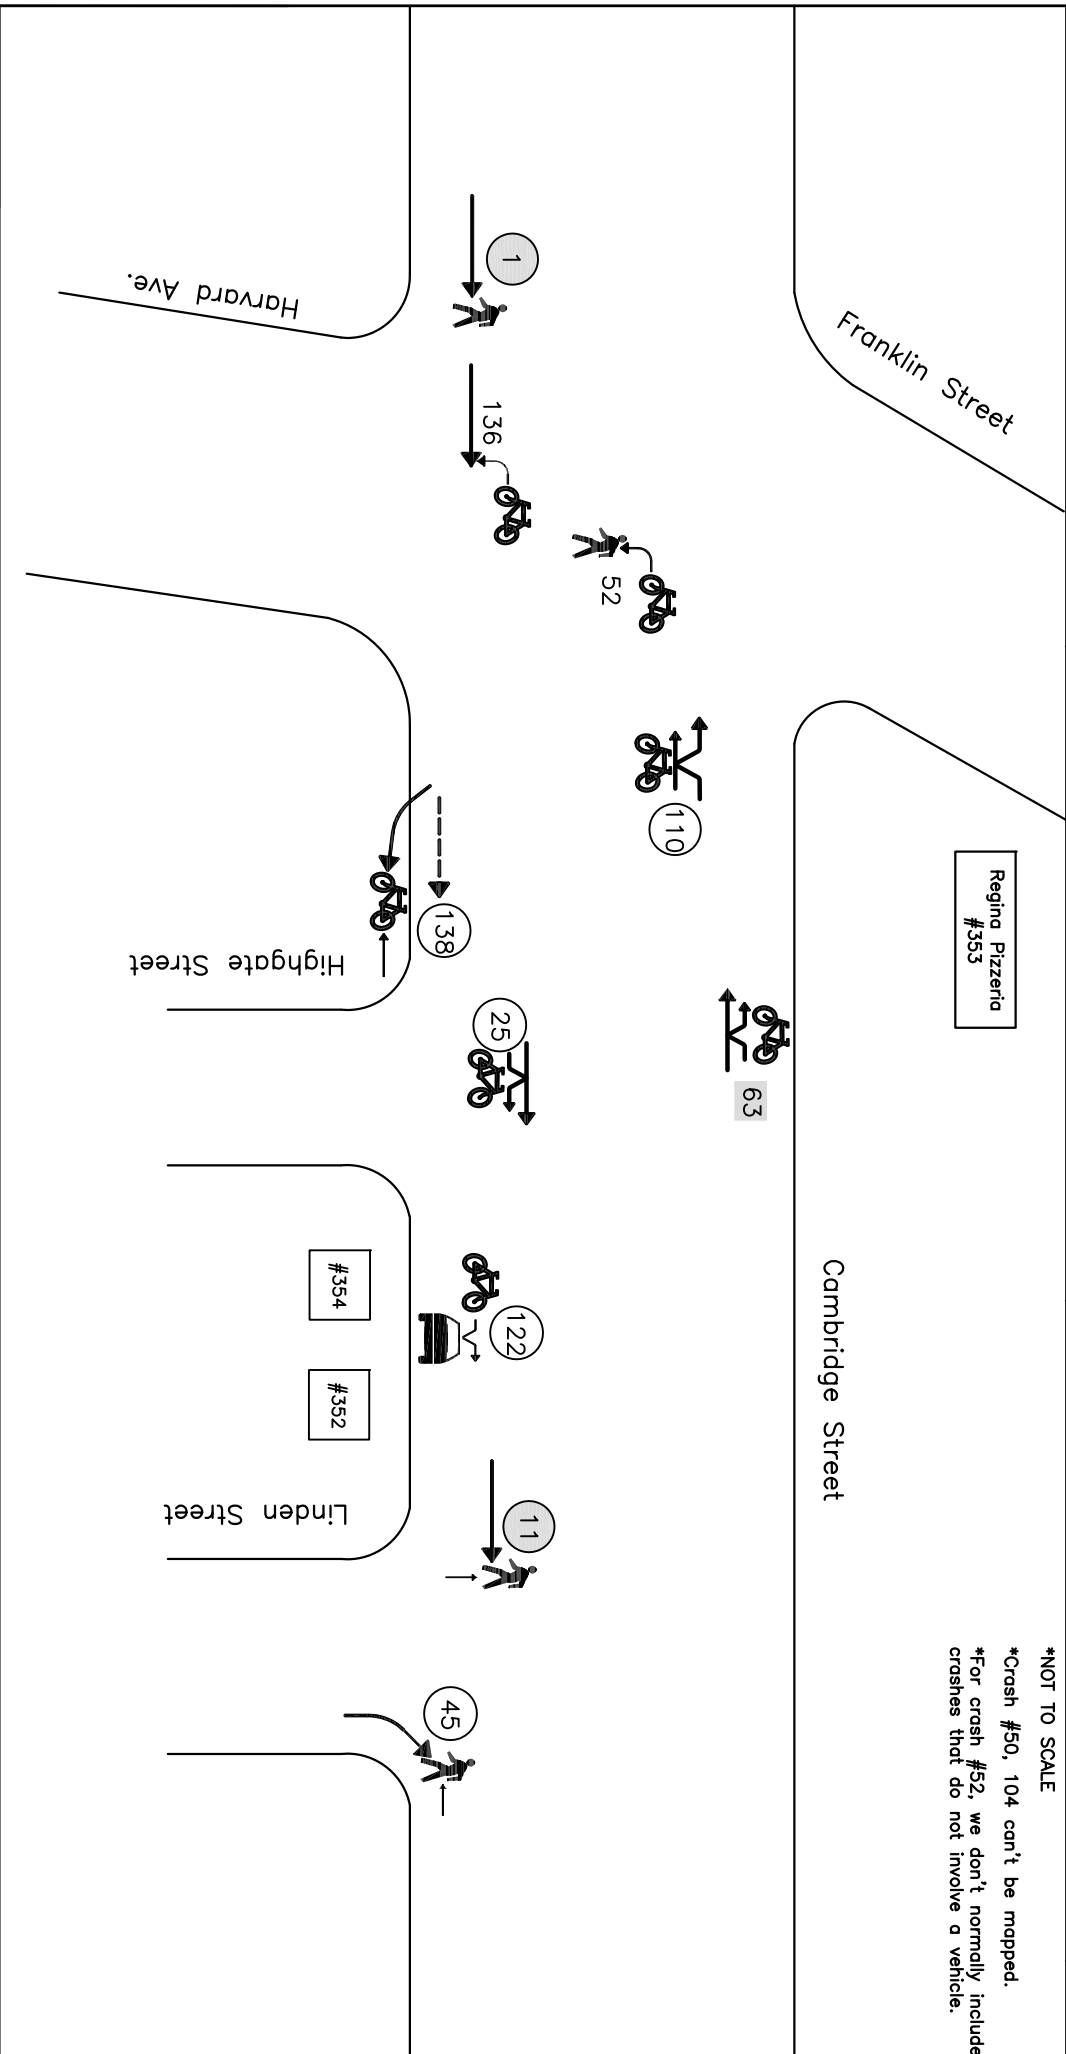 *NOT TO SCALE
*Crash #50, 104 can't be mapped.
*For crash #52, we don't normally include
crashes that do not involve a vehicle.
Franklin Street
Regina Pizzeria
#353
Cambridge Street
63
110
52
136
1
25
122
11
138
45
Harvard Ave.
Highgate Street
#354
#352
Linden Street